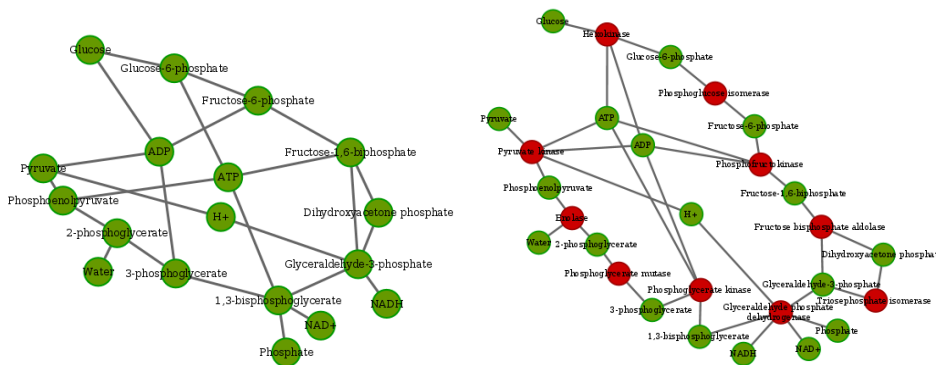 Glucose
Glucose-6-phosphate
Fructose-6-phosphate
ADP
Fructose-1,6-biphosphate
Pyruvate
ATP
Phosphoenolpyruvate
H+
Dihydroxyacetone phosphate
2-phosphoglycerate
Water
3-phosphoglycerate
Glyceraldehyde-3-phosphate
1,3-bisphosphoglycerate
NADH
NAD+
Phosphate
Glucose
Hexokinase
Glucose-6-phosphate
Phosphoglucose isomerase
Pyruvate
ATP
Fructose-6-phosphate
Pyruvate kinase
ADP
Phosphofructokinase
Phosphoenolpyruvate
Fructose-1,6-biphosphate
Enolase
H+
Fructose bisphosphate aldolase
Water
2-phosphoglycerate
Dihydroxyacetone phosphat
Phosphoglycerate mutase
Phosphoglycerate kinase
Glyceraldehyde-3-phosphate
Triosephosphate isomerase
3-phosphoglycerate
Glyceraldehyde phosphate
dehydrogenase
1,3-bisphosphoglycerate
Phosphate
NADH
NAD+